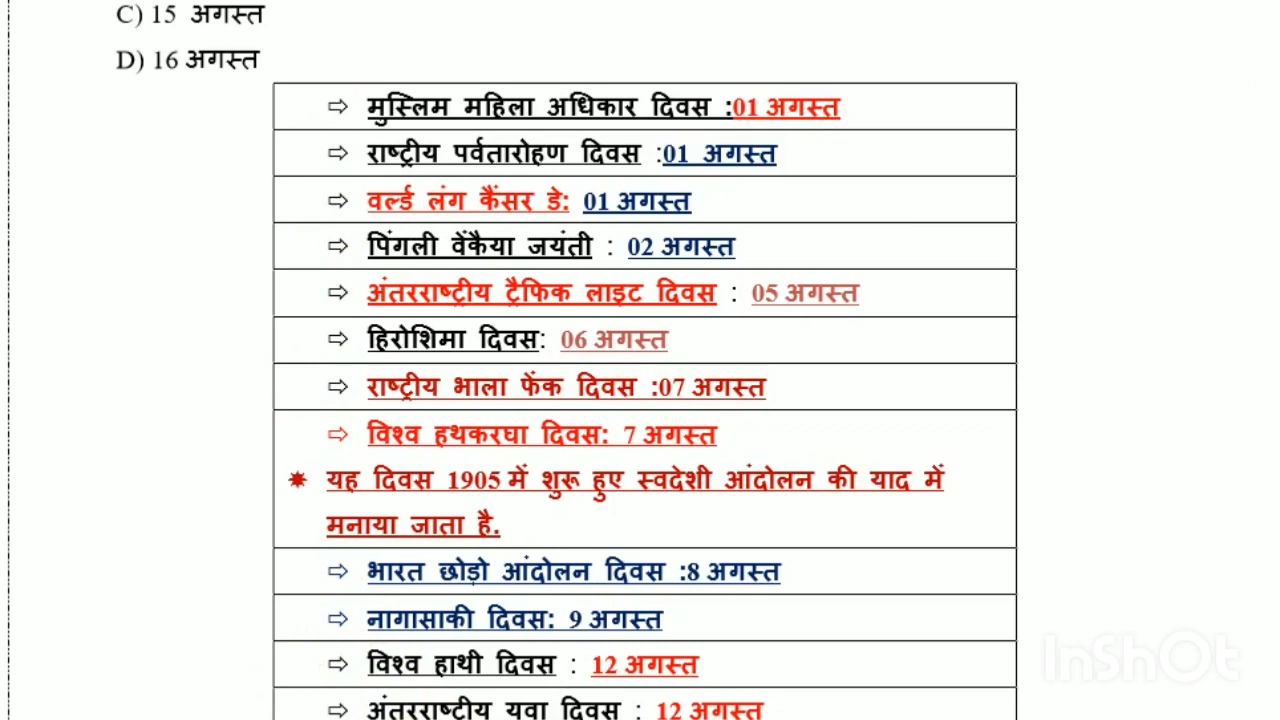 C) 15 अगस्त
D) 16 अगस्त
⇨ मुस्लिम महिला अधिकार दिवस :01 अगस्त
⇨ राष्ट्रीय पर्वतारोहण दिवस :01 अगस्त
⇨ वर्ल्ड लंग कैंसर डे: 01 अगस्त
⇨ पिंगली वेंकैया जयंती : 02 अगस्त
⇨ अंतरराष्ट्रीय ट्रैफिक लाइट दिवस : 05 अगस्त
⇨ हिरोशिमा दिवस: 06 अगस्त
⇨ राष्ट्रीय भाला फेंक दिवस :07 अगस्त
⇨ विश्व हथकरघा दिवस: 7 अगस्त
✷ यह दिवस 1905 में शुरू हुए स्वदेशी आंदोलन की याद में
मनाया जाता है.
⇨ भारत छोड़ो आंदोलन दिवस :8 अगस्त
⇨ नागासाकी दिवस: 9 अगस्त
⇨ विश्व हाथी दिवस : 12 अगस्त
⇨ अंतरराष्ट्रीय युवा दिवस : 12 अगस्त
InShOt